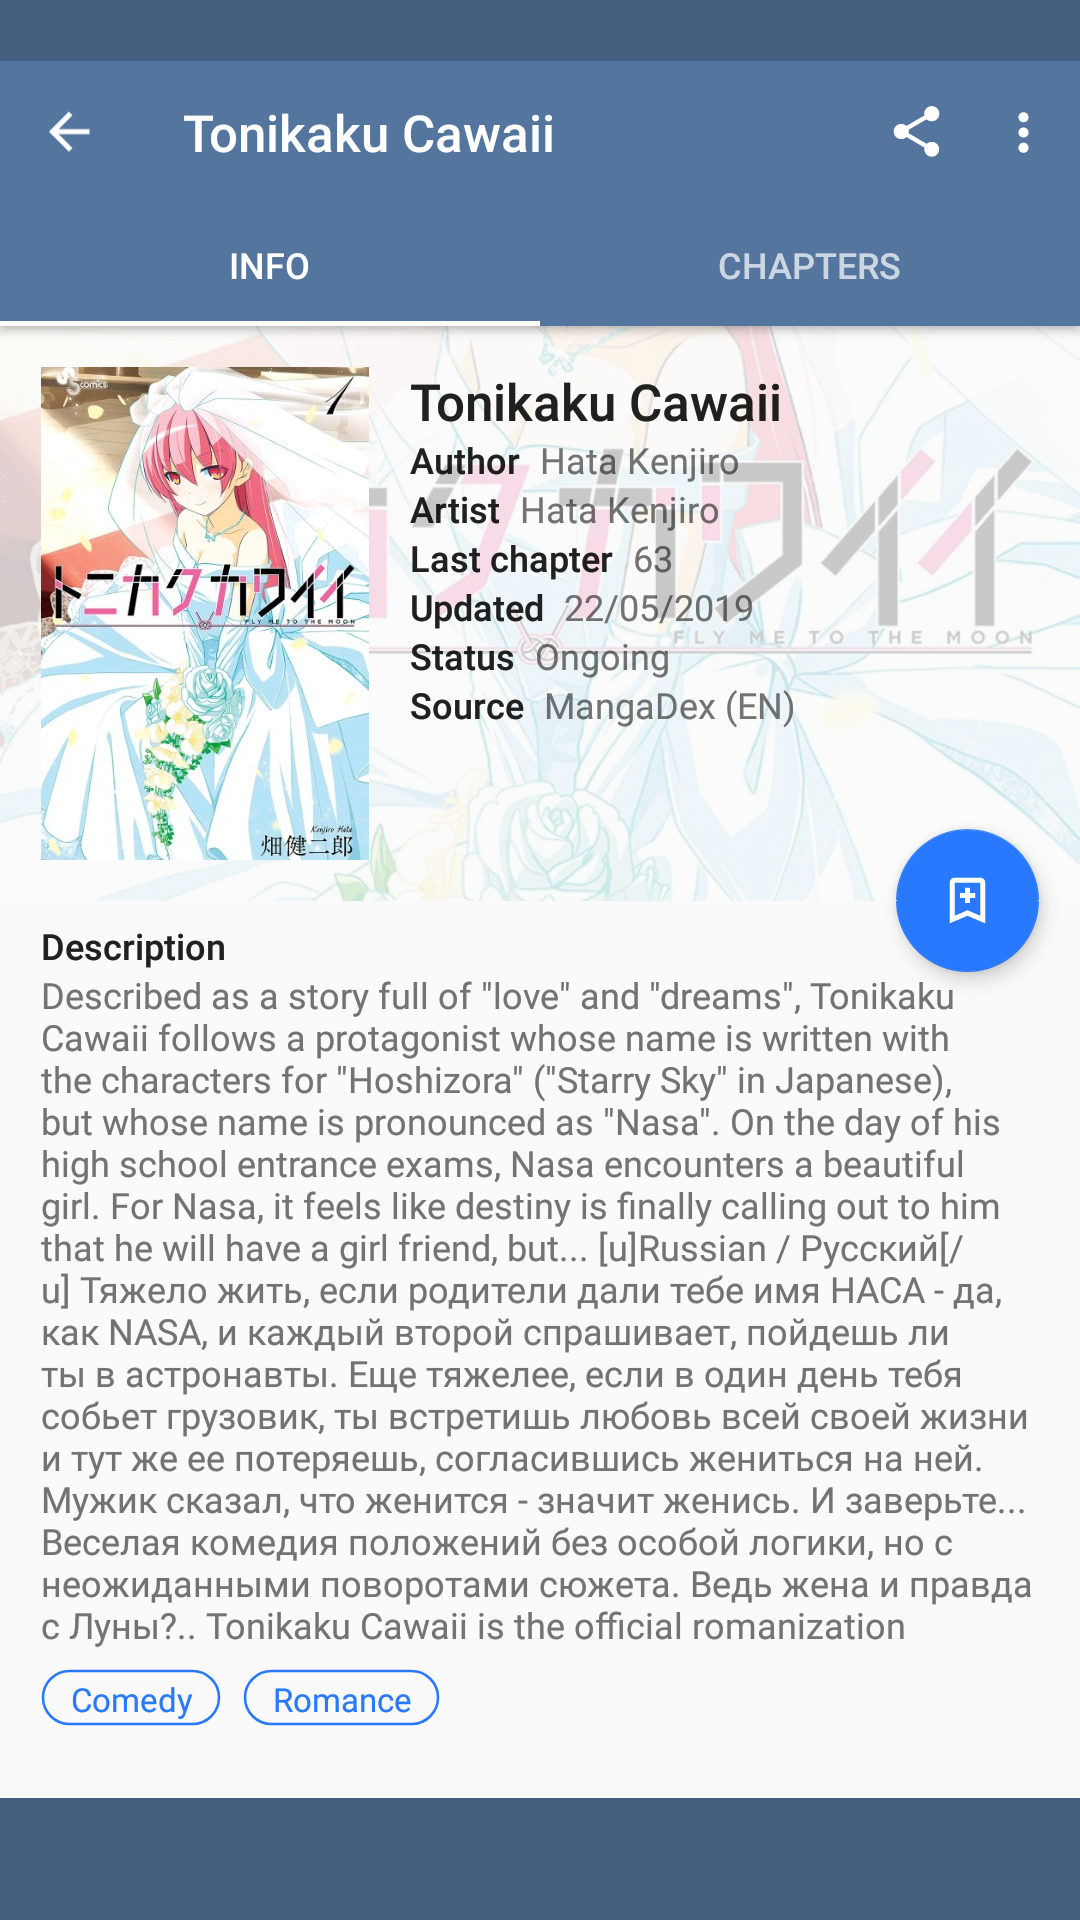 Tonikaku Cawaii
INFO
CHAPTERS
comics
1
トニカクカワイイ
FLY ME TO THE MOON
Kenjiro Hata
畑健二郎
Tonikaku Cawaii
Author Hata Kenjiro
Artist Hata Kenjiro
Last chapter 63
Updated 22/05/2019
Status Ongoing
Source MangaDex (EN)
FLY ME TO THE MOON
Description
Described as a story full of "love" and "dreams", Tonikaku
Cawaii follows a protagonist whose name is written with
the characters for "Hoshizora" ("Starry Sky" in Japanese),
but whose name is pronounced as "Nasa". On the day of his
high school entrance exams, Nasa encounters a beautiful
girl. For Nasa, it feels like destiny is finally calling out to him
that he will have a girl friend, but... [u]Russian / Русский[/
u] Тяжело жить, если родители дали тебе имя НАСА - да,
как NASA, и каждый второй спрашивает, пойдешь ли
ты в астронавты. Еще тяжелее, если в один день тебя
собьет грузовик, ты встретишь любовь всей своей жизни
и тут же ее потеряешь, согласившись жениться на ней.
Мужик сказал, что женится - значит женись. И заверьте...
Веселая комедия положений без особой логики, но с
неожиданными поворотами сюжета. Ведь жена и правда
с Луны?.. Tonikaku Cawaii is the official romanization
Comedy
Romance